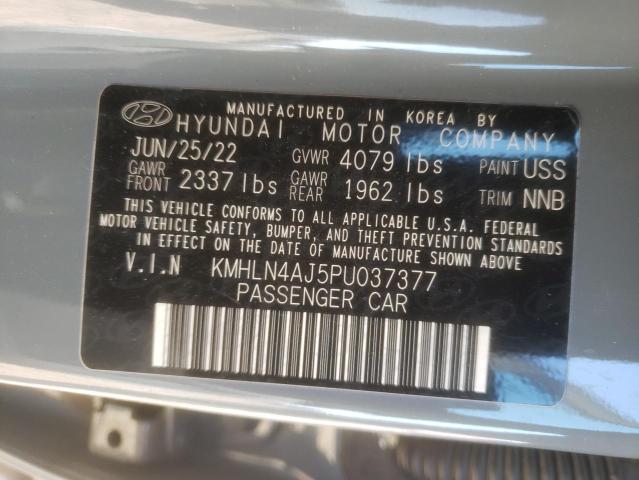 MANUFACTURED IN KOREA BY
HYUNDAI MOTOR COMPANY
JUN/25/22 GVWR 4079 lbs PAINT USS
GAWR FRONT 2337 lbs GAWR REAR 1962 lbs TRIM NNB
THIS VEHICLE CONFORMS TO ALL APPLICABLE U.S.A. FEDERAL
MOTOR VEHICLE SAFETY, BUMPER, AND THEFT PREVENTION STANDARDS
IN EFFECT ON THE DATE OF MANUFACTURE SHOWN ABOVE
V.I.N KMHLN4AJ5PU037377
PASSENGER CAR